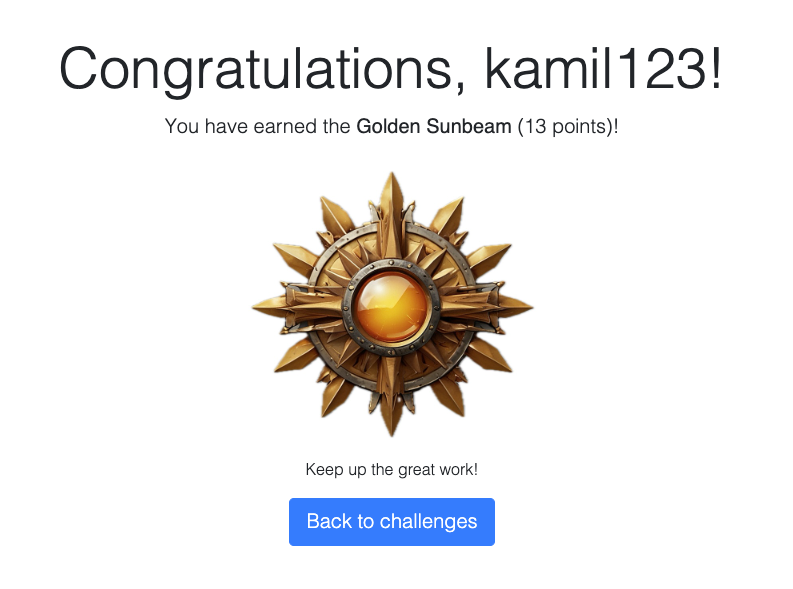 Congratulations, kamil123!
You have earned the Golden Sunbeam (13 points)!
Keep up the great work!
Back to challenges